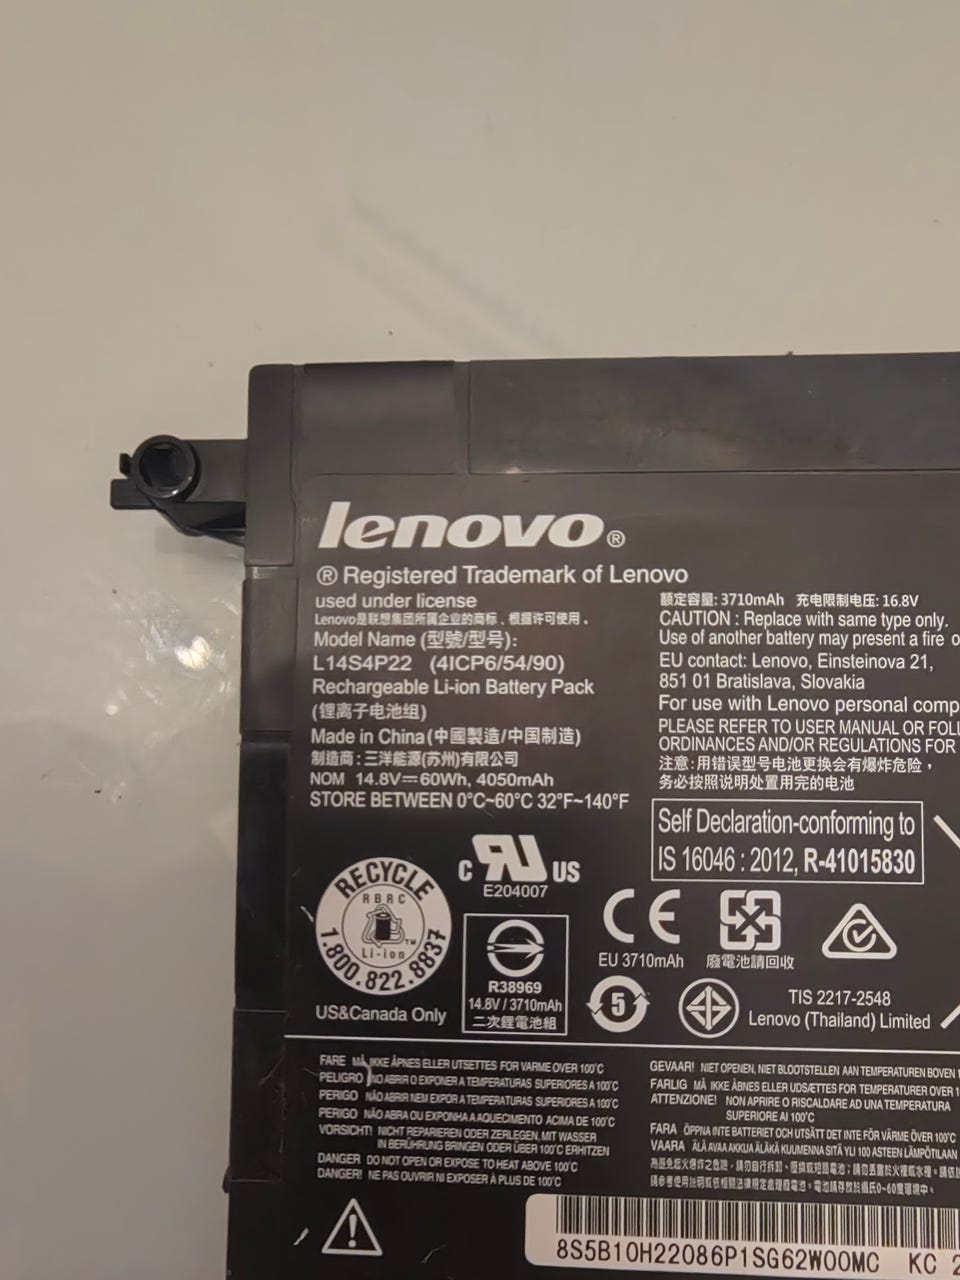 lenovo®
® Registered Trademark of Lenovo
used under license
Lenovo是联想集团所属企业的商标，根据许可使用。
Model Name (型號/型号):
L14S4P22 (4ICP6/54/90)
Rechargeable Li-ion Battery Pack
(锂离子电池组)
Made in China(中國製造/中国制造)
制造商:三洋能源(苏州)有限公司
NOM 14.8V⎓60Wh, 4050mAh
STORE BETWEEN 0°C~60°C 32°F~140°F
额定容量: 3710mAh 充电限制电压: 16.8V
CAUTION : Replace with same type only.
Use of another battery may present a fire o
EU contact: Lenovo, Einsteinova 21,
851 01 Bratislava, Slovakia
For use with Lenovo personal comp
PLEASE REFER TO USER MANUAL OR FOLL
ORDINANCES AND/OR REGULATIONS FOR
注意:用错误型号电池更换会有爆炸危险，
务必按照说明处置用完的电池
Self Declaration-conforming to
IS 16046 : 2012, R-41015830
RECYCLE
RBRC
Li-ion
TM
1.800.822.8837
US&Canada Only
C RU US
E204007
R38969
14.8V / 3710mAh
二次鋰電池組
CE
EU 3710mAh
廢電池請回收
5
TIS 2217-2548
Lenovo (Thailand) Limited
FARE MÅ IKKE ÅPNES ELLER UTSETTES FOR VARME OVER 100°C
PELIGRO NO ABRIR O EXPONER A TEMPERATURAS SUPERIORES A 100°C
PERIGO NÃO ABRIR NEM EXPOR A TEMPERATURAS SUPERIORES A 100°C
PERIGO NÃO ABRA OU EXPONHA A AQUECIMENTO ACIMA DE 100°C
VORSICHT! NICHT REPARIEREN ODER ZERLEGEN, MIT WASSER
IN BERÜHRUNG BRINGEN ODER ÜBER 100°C ERHITZEN
DANGER DO NOT OPEN OR EXPOSE TO HEAT ABOVE 100°C
DANGER! NE PAS OUVRIR NI EXPOSER À PLUS DE 100°C
GEVAAR! NIET OPENEN, NIET BLOOTSTELLEN AAN TEMPERATUREN BOVEN 1
FARLIG MÅ IKKE ÅBNES ELLER UDSÆTTES FOR TEMPERATURER OVER 1
ATTENZIONE! NON APRIRE O RISCALDARE AD UNA TEMPERATURA
SUPERIORE AI 100°C
FARA ÖPPNA INTE BATTERIET OCH UTSÄTT DET INTE FÖR VÄRME ÖVER 100°C
VAARA ÄLÄ AVAA AKKUA ÄLÄKÄ KUUMENNA SITÄ YLI 100 ASTEEN LÄMPÖTILAAN
8S5B10H22086P1SG62W00MC KC 2